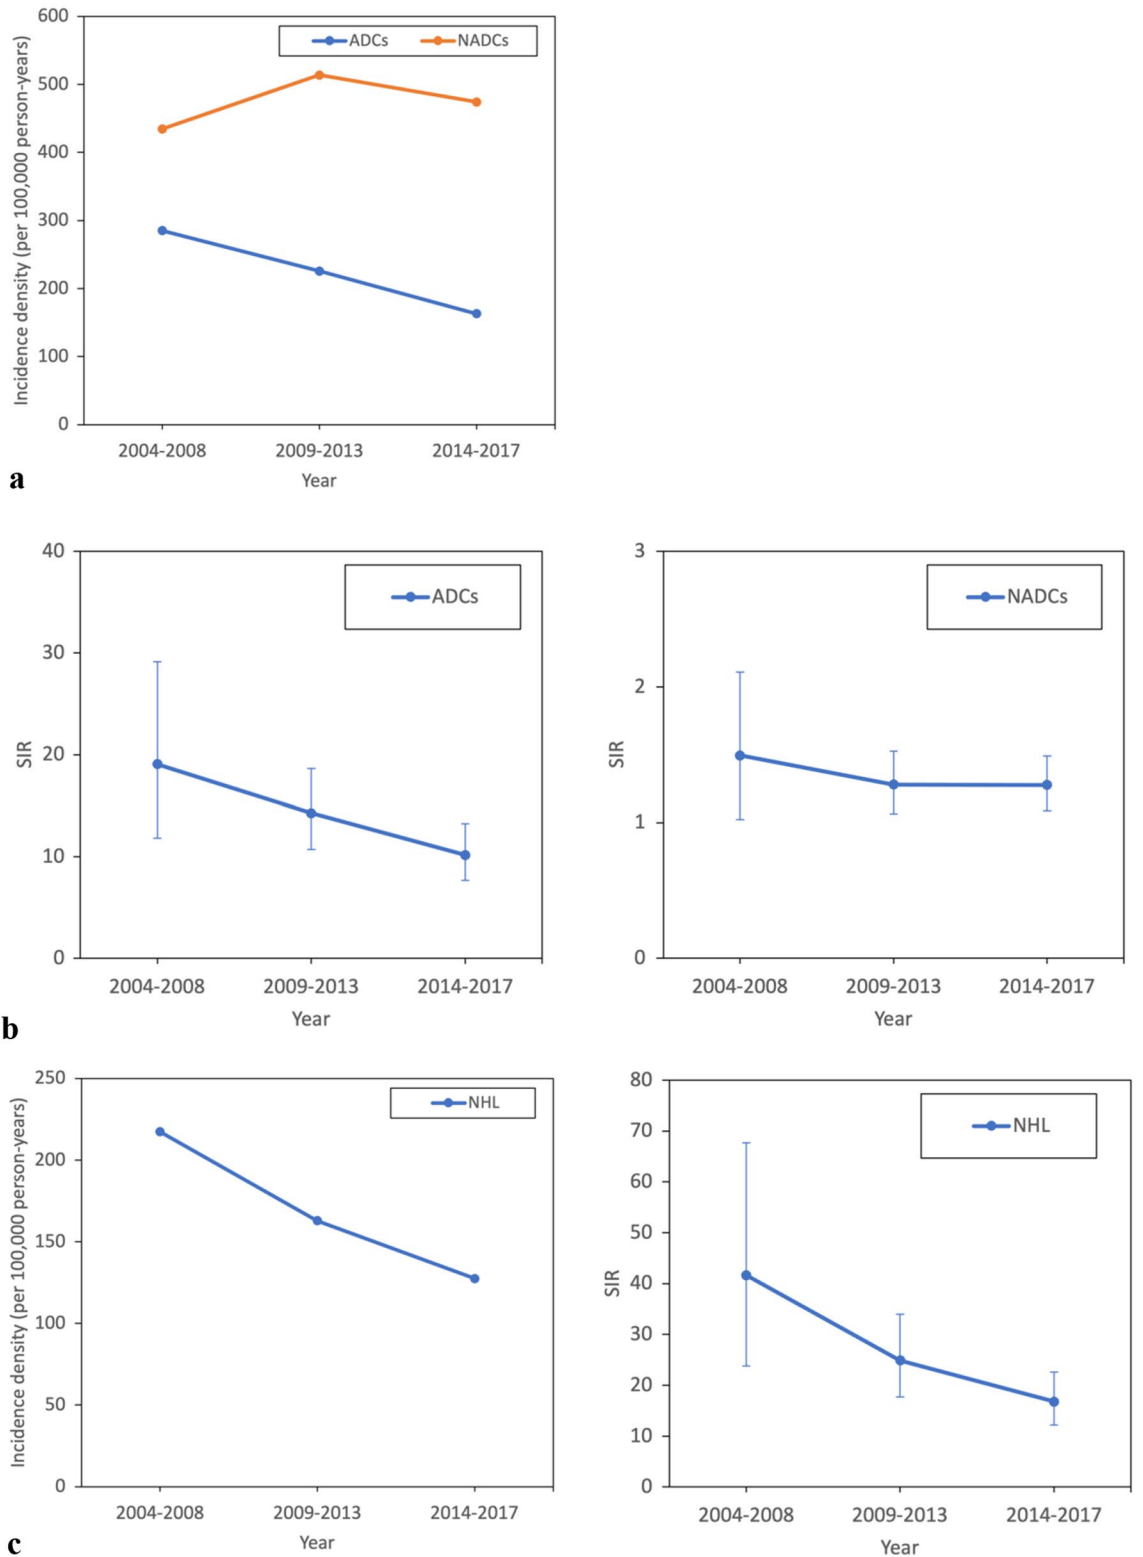 600
500
400
300
200
100
0
Incidence density (per 100,000 person-years)
ADCs NADCs
2004-2008 2009-2013 2014-2017
Year
a
40
30
20
10
0
SIR
ADCs
2004-2008 2009-2013 2014-2017
Year
3
2
1
0
SIR
NADCs
2004-2008 2009-2013 2014-2017
Year
b
250
200
150
100
50
0
Incidence density (per 100,000 person-years)
NHL
2004-2008 2009-2013 2014-2017
Year
80
70
60
50
40
30
20
10
0
SIR
NHL
2004-2008 2009-2013 2014-2017
Year
c